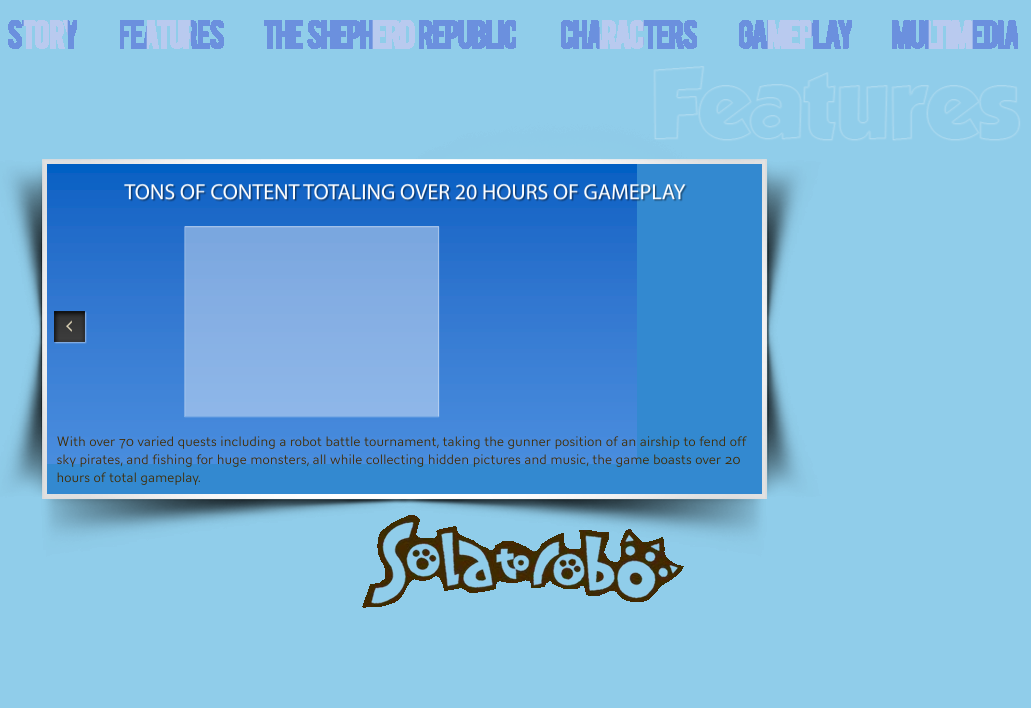 STORY FEATURES THE SHEPHERD REPUBLIC CHARACTERS GAMEPLAY MULTIMEDIA
Features
TONS OF CONTENT TOTALING OVER 20 HOURS OF GAMEPLAY
With over 70 varied quests including a robot battle tournament, taking the gunner position of an airship to fend off
sky pirates, and fishing for huge monsters, all while collecting hidden pictures and music, the game boasts over 20
hours of total gameplay.
Solatorobo